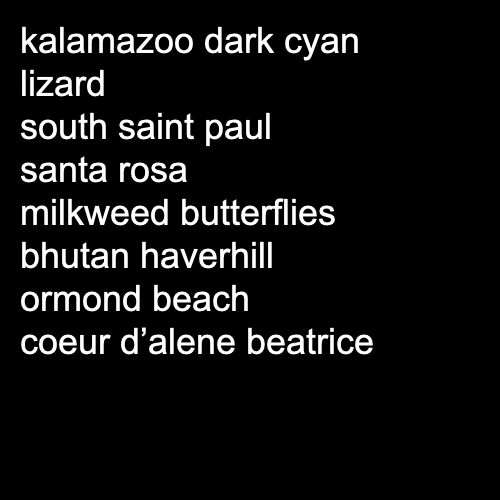 kalamazoo dark cyan
lizard
south saint paul
santa rosa
milkweed butterflies
bhutan haverhill
ormond beach
coeur d’alene beatrice